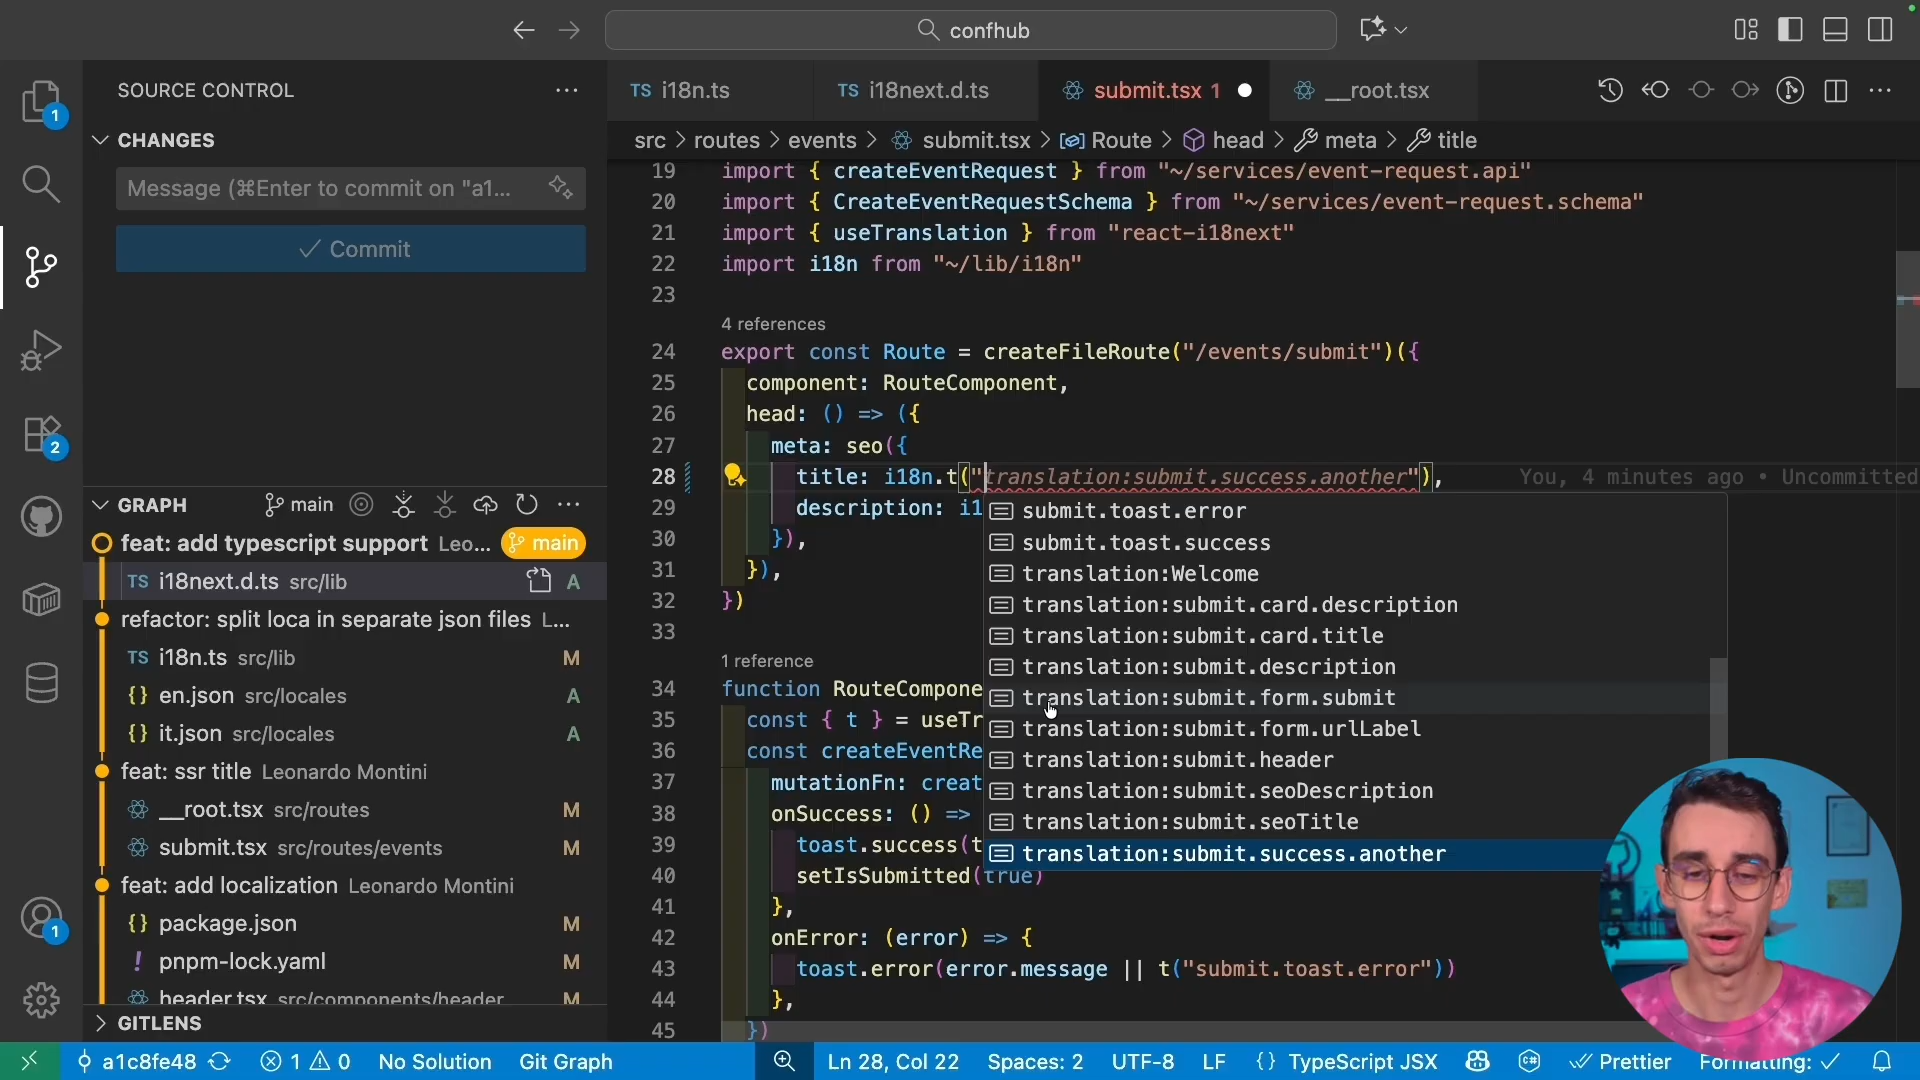 confhub
SOURCE CONTROL
CHANGES
Message (⌘Enter to commit on "a1...
Commit
GRAPH
main
feat: add typescript support Leo... main
TS i18next.d.ts src/lib A
refactor: split loca in separate json files L...
TS i18n.ts src/lib M
{} en.json src/locales A
{} it.json src/locales A
feat: ssr title Leonardo Montini
__root.tsx src/routes M
submit.tsx src/routes/events M
feat: add localization Leonardo Montini
{} package.json M
! pnpm-lock.yaml M
header.tsx src/components/header M
GITLENS
1
2
1
TS i18n.ts
TS i18next.d.ts
submit.tsx 1
__root.tsx
src > routes > events > submit.tsx > Route > head > meta > title
19 import { createEventRequest } from "~/services/event-request.api"
20 import { CreateEventRequestSchema } from "~/services/event-request.schema"
21 import { useTranslation } from "react-i18next"
22 import i18n from "~/lib/i18n"
23
4 references
24 export const Route = createFileRoute("/events/submit")({
25 component: RouteComponent,
26 head: () => ({
27 meta: seo({
28 title: i18n.t("translation:submit.success.another"), You, 4 minutes ago • Uncommitted
29 description: i1
30 }),
31 }),
32 })
33
1 reference
34 function RouteCompone
35 const { t } = useTr
36 const createEventRe
37 mutationFn: creat
38 onSuccess: () =>
39 toast.success(t
40 setIsSubmitted(true)
41 },
42 onError: (error) => {
43 toast.error(error.message || t("submit.toast.error"))
44 },
45 })
submit.toast.error
submit.toast.success
translation:Welcome
translation:submit.card.description
translation:submit.card.title
translation:submit.description
translation:submit.form.submit
translation:submit.form.urlLabel
translation:submit.header
translation:submit.seoDescription
translation:submit.seoTitle
translation:submit.success.another
a1c8fe48 1 0 No Solution Git Graph Ln 28, Col 22 Spaces: 2 UTF-8 LF {} TypeScript JSX Prettier Formatting: ✓